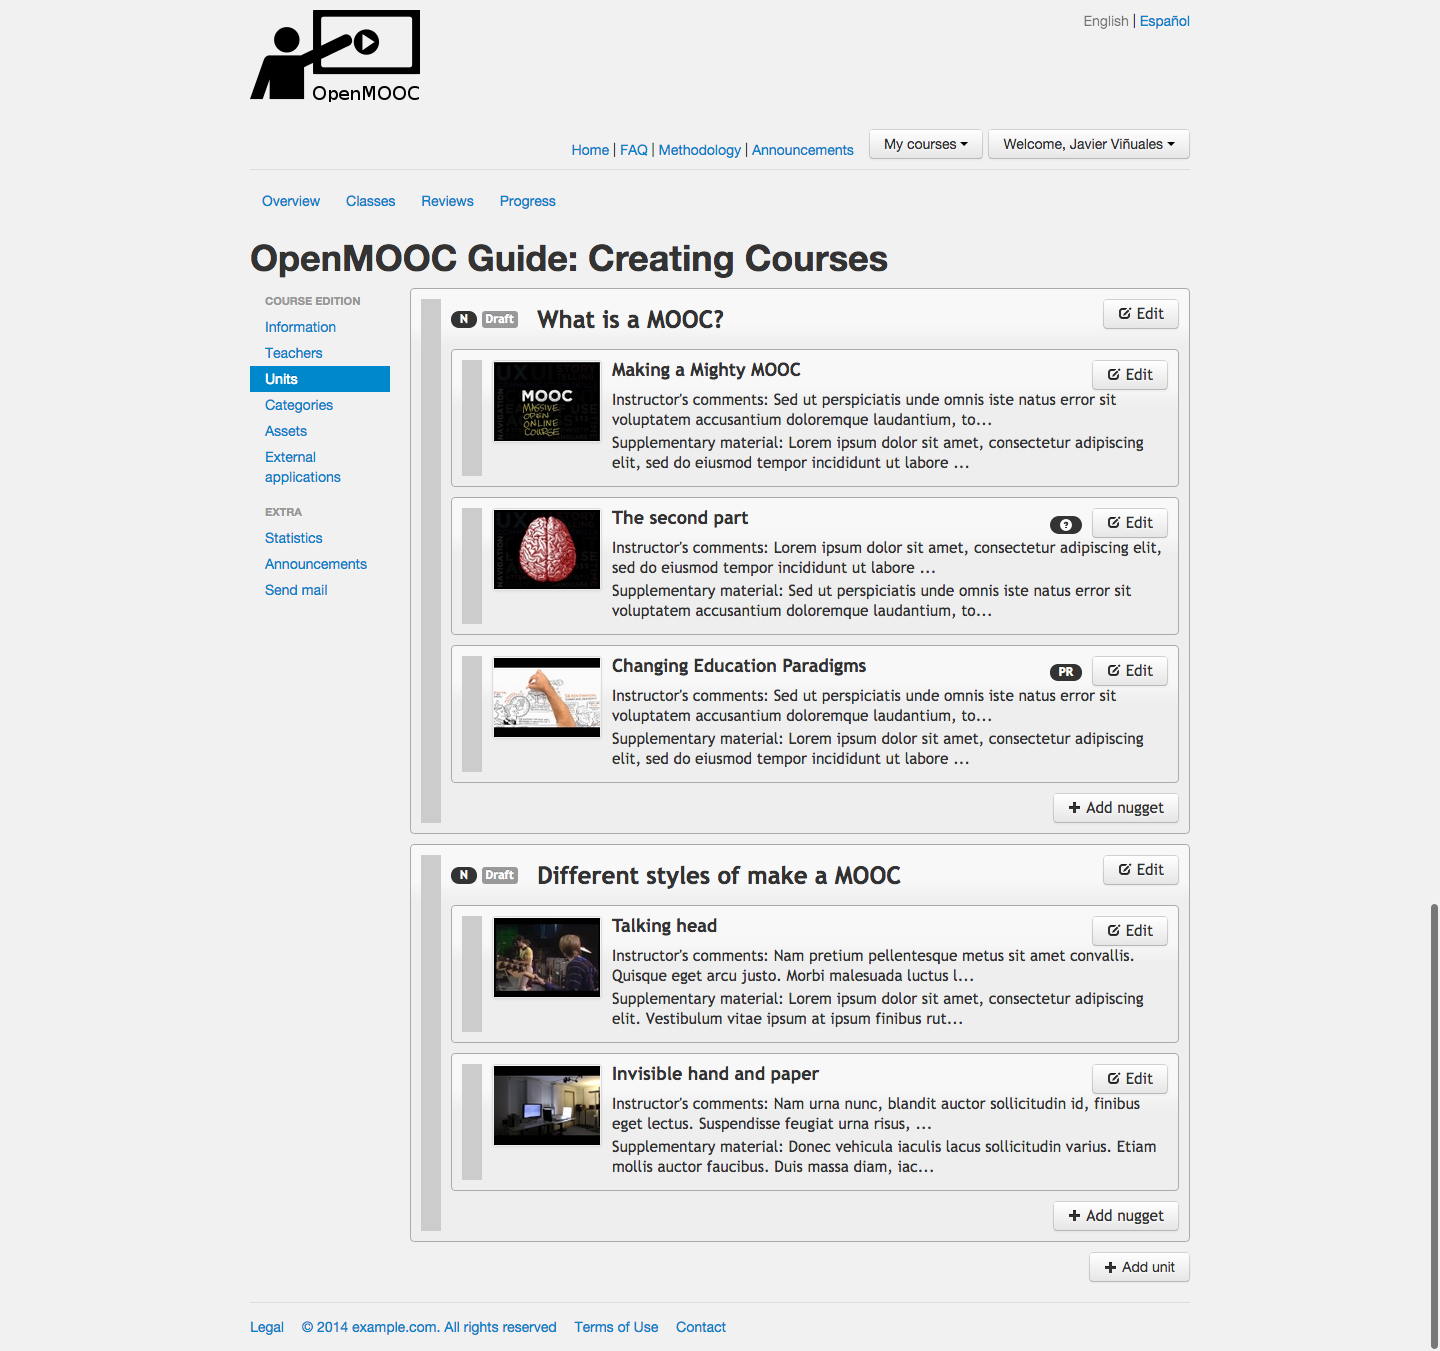 English | Español
OpenMOOC
Home | FAQ | Methodology | Announcements
My courses
Welcome, Javier Viñuales
Overview Classes Reviews Progress
OpenMOOC Guide: Creating Courses
COURSE EDITION
Information
Teachers
Units
Categories
Assets
External
applications
EXTRA
Statistics
Announcements
Send mail
N Draft What is a MOOC? Edit
MOOC
MASSIVE
OPEN
ONLINE
COURSE
Making a Mighty MOOC Edit
Instructor's comments: Sed ut perspiciatis unde omnis iste natus error sit
voluptatem accusantium doloremque laudantium, to...
Supplementary material: Lorem ipsum dolor sit amet, consectetur adipiscing
elit, sed do eiusmod tempor incididunt ut labore ...
The second part ? Edit
Instructor's comments: Lorem ipsum dolor sit amet, consectetur adipiscing elit,
sed do eiusmod tempor incididunt ut labore ...
Supplementary material: Sed ut perspiciatis unde omnis iste natus error sit
voluptatem accusantium doloremque laudantium, to...
Changing Education Paradigms PR Edit
Instructor's comments: Sed ut perspiciatis unde omnis iste natus error sit
voluptatem accusantium doloremque laudantium, to...
Supplementary material: Lorem ipsum dolor sit amet, consectetur adipiscing
elit, sed do eiusmod tempor incididunt ut labore ...
Add nugget
N Draft Different styles of make a MOOC Edit
Talking head Edit
Instructor's comments: Nam pretium pellentesque metus sit amet convallis.
Quisque eget arcu justo. Morbi malesuada luctus l...
Supplementary material: Lorem ipsum dolor sit amet, consectetur adipiscing
elit. Vestibulum vitae ipsum at ipsum finibus rut...
Invisible hand and paper Edit
Instructor's comments: Nam urna nunc, blandit auctor sollicitudin id, finibus
eget lectus. Suspendisse feugiat urna risus, ...
Supplementary material: Donec vehicula iaculis lacus sollicitudin varius. Etiam
mollis auctor faucibus. Duis massa diam, iac...
Add nugget
Add unit
Legal © 2014 example.com. All rights reserved Terms of Use Contact